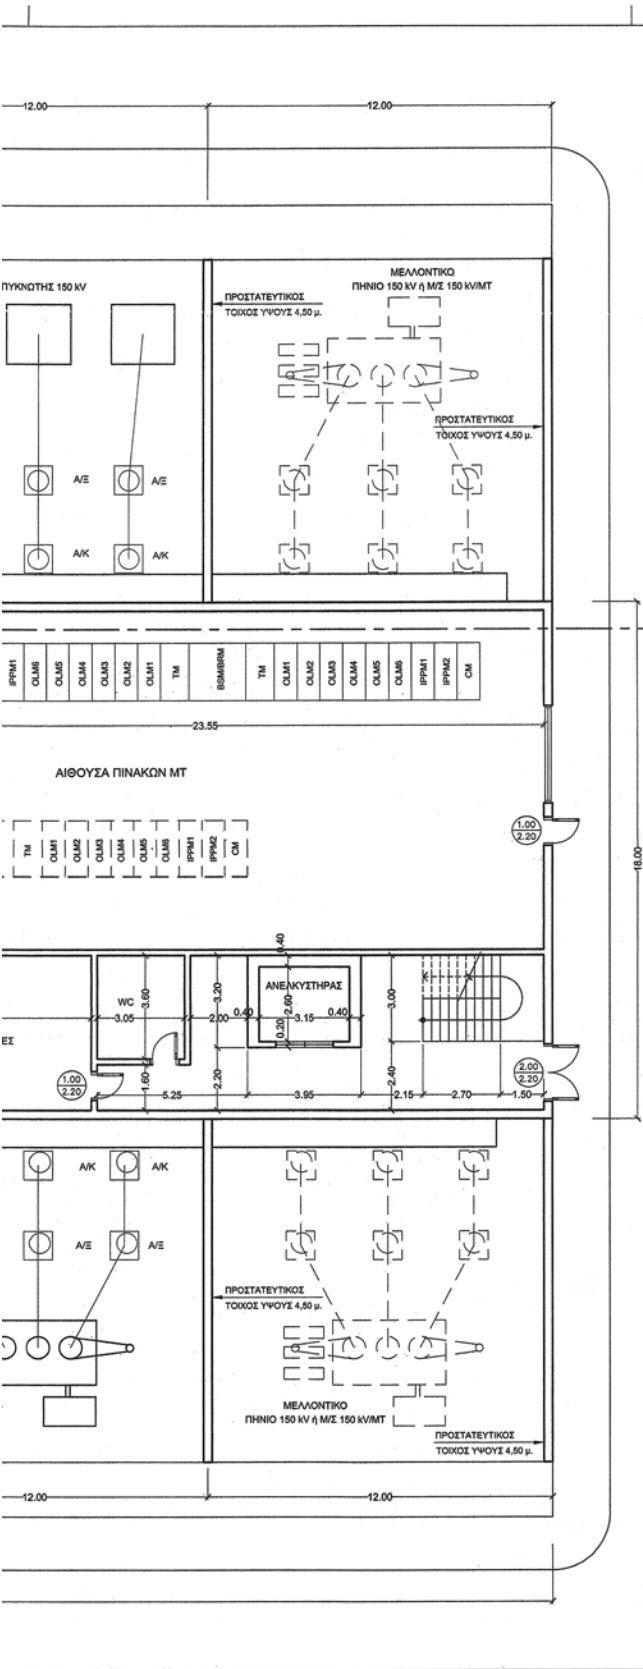 12.00
12.00
ΠΥΚΝΩΤΗΣ 150 kV
ΜΕΛΛΟΝΤΙΚΟ
ΠΗΝΙΟ 150 kV ή Μ/Σ 150 kV/ΜΤ
ΠΡΟΣΤΑΤΕΥΤΙΚΟΣ
ΤΟΙΧΟΣ ΥΨΟΥΣ 4,50 μ.
ΠΡΟΣΤΑΤΕΥΤΙΚΟΣ
ΤΟΙΧΟΣ ΥΨΟΥΣ 4,50 μ.
Α/Ξ
Α/Ξ
Α/Κ
Α/Κ
IPPM1
OLM6
OLM5
OLM4
OLM3
OLM2
OLM1
TM
BSM/BRM
TM
OLM1
OLM2
OLM3
OLM4
OLM5
OLM6
IPPM1
IPPM2
CM
23.55
ΑΙΘΟΥΣΑ ΠΙΝΑΚΩΝ ΜΤ
1.00
2.20
TM
OLM1
OLM2
OLM3
OLM4
OLM5
OLM6
IPPM1
IPPM2
CM
18.00
0.40
WC
3.60
3.05
3.20
2.00
ΑΝΕΛΚΥΣΤΗΡΑΣ
2.60
0.40
3.15
0.40
0.20
3.00
ΕΣ
1.00
2.20
1.60
5.25
2.20
3.95
2.40
2.15
2.70
1.50
2.00
2.20
Α/Κ
Α/Κ
Α/Ξ
Α/Ξ
ΠΡΟΣΤΑΤΕΥΤΙΚΟΣ
ΤΟΙΧΟΣ ΥΨΟΥΣ 4,50 μ.
ΜΕΛΛΟΝΤΙΚΟ
ΠΗΝΙΟ 150 kV ή Μ/Σ 150 kV/ΜΤ
ΠΡΟΣΤΑΤΕΥΤΙΚΟΣ
ΤΟΙΧΟΣ ΥΨΟΥΣ 4,50 μ.
12.00
12.00